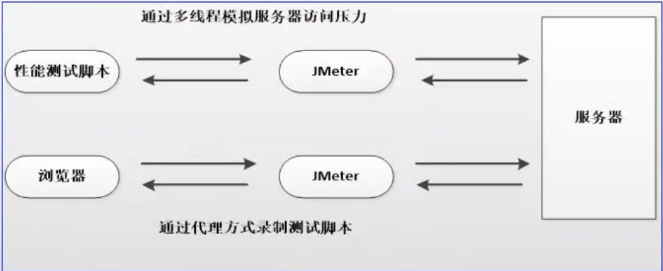 通过多线程模拟服务器访问压力
性能测试脚本
JMeter
服务器
浏览器
JMeter
通过代理方式录制测试脚本